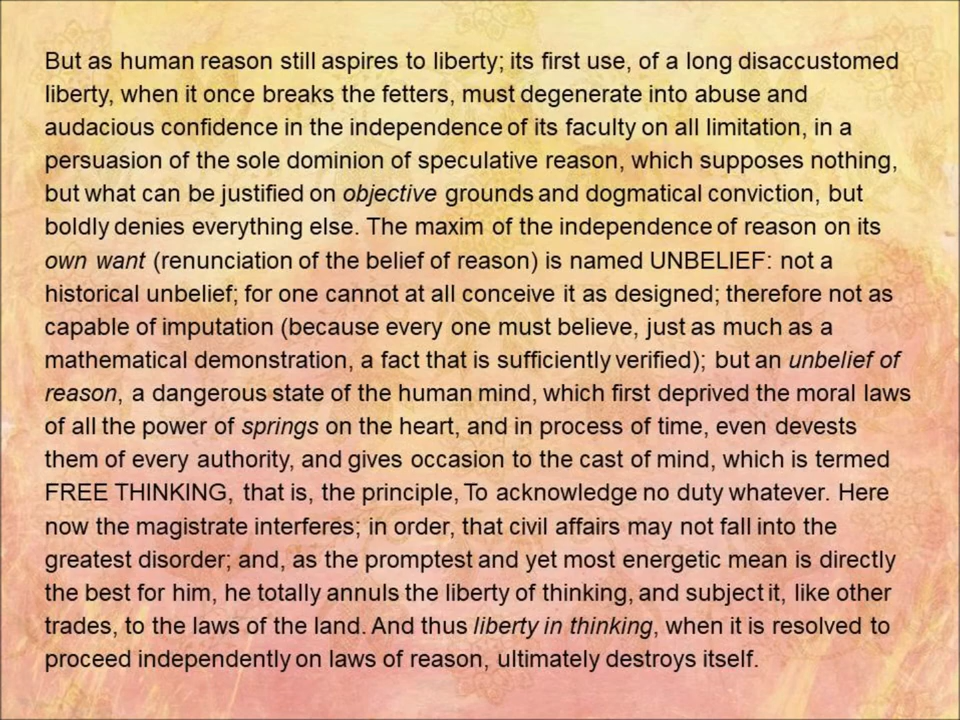 But as human reason still aspires to liberty; its first use, of a long disaccustomed
liberty, when it once breaks the fetters, must degenerate into abuse and
audacious confidence in the independence of its faculty on all limitation, in a
persuasion of the sole dominion of speculative reason, which supposes nothing,
but what can be justified on objective grounds and dogmatical conviction, but
boldly denies everything else. The maxim of the independence of reason on its
own want (renunciation of the belief of reason) is named UNBELIEF: not a
historical unbelief; for one cannot at all conceive it as designed; therefore not as
capable of imputation (because every one must believe, just as much as a
mathematical demonstration, a fact that is sufficiently verified); but an unbelief of
reason, a dangerous state of the human mind, which first deprived the moral laws
of all the power of springs on the heart, and in process of time, even devests
them of every authority, and gives occasion to the cast of mind, which is termed
FREE THINKING, that is, the principle, To acknowledge no duty whatever. Here
now the magistrate interferes; in order, that civil affairs may not fall into the
greatest disorder; and, as the promptest and yet most energetic mean is directly
the best for him, he totally annuls the liberty of thinking, and subject it, like other
trades, to the laws of the land. And thus liberty in thinking, when it is resolved to
proceed independently on laws of reason, ultimately destroys itself.